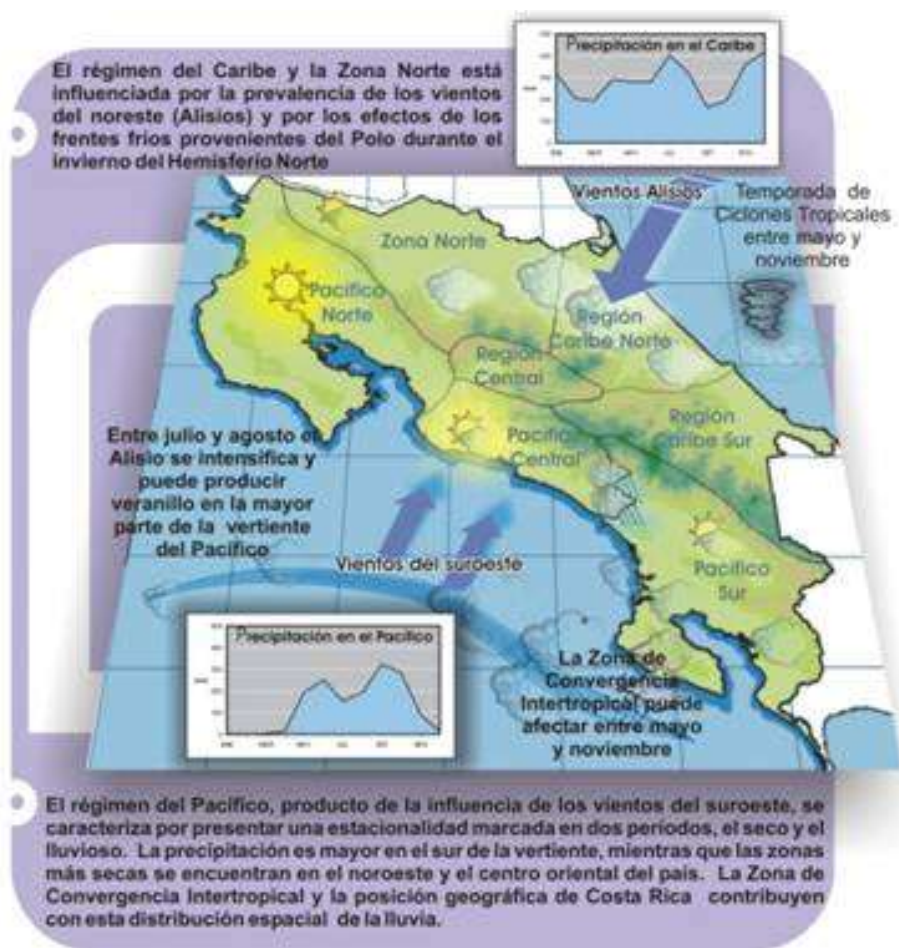 Precipitación en el Caribe
El régimen del Caribe y la Zona Norte está
influenciada por la prevalencia de los vientos
del noreste (Alisios) y por los efectos de los
frentes fríos provenientes del Polo durante el
invierno del Hemisferio Norte
Vientos Alisios
Temporada de
Ciclones Tropicales
entre mayo y
noviembre
Zona Norte
Pacífico
Norte
Región
Caribe Norte
Región
Central
Región
Caribe Sur
Pacífico
Central
Entre julio y agosto el
Alisio se intensifica y
puede producir
veranillo en la mayor
parte de la vertiente
del Pacífico
Vientos del suroeste
Pacífico
Sur
Precipitación en el Pacífico
La Zona de
Convergencia
Intertropical puede
afectar entre mayo
y noviembre
El régimen del Pacífico, producto de la influencia de los vientos del suroeste, se
caracteriza por presentar una estacionalidad marcada en dos períodos, el seco y el
lluvioso. La precipitación es mayor en el sur de la vertiente, mientras que las zonas
más secas se encuentran en el noroeste y el centro oriental del país. La Zona de
Convergencia Intertropical y la posición geográfica de Costa Rica contribuyen
con esta distribución espacial de la lluvia.